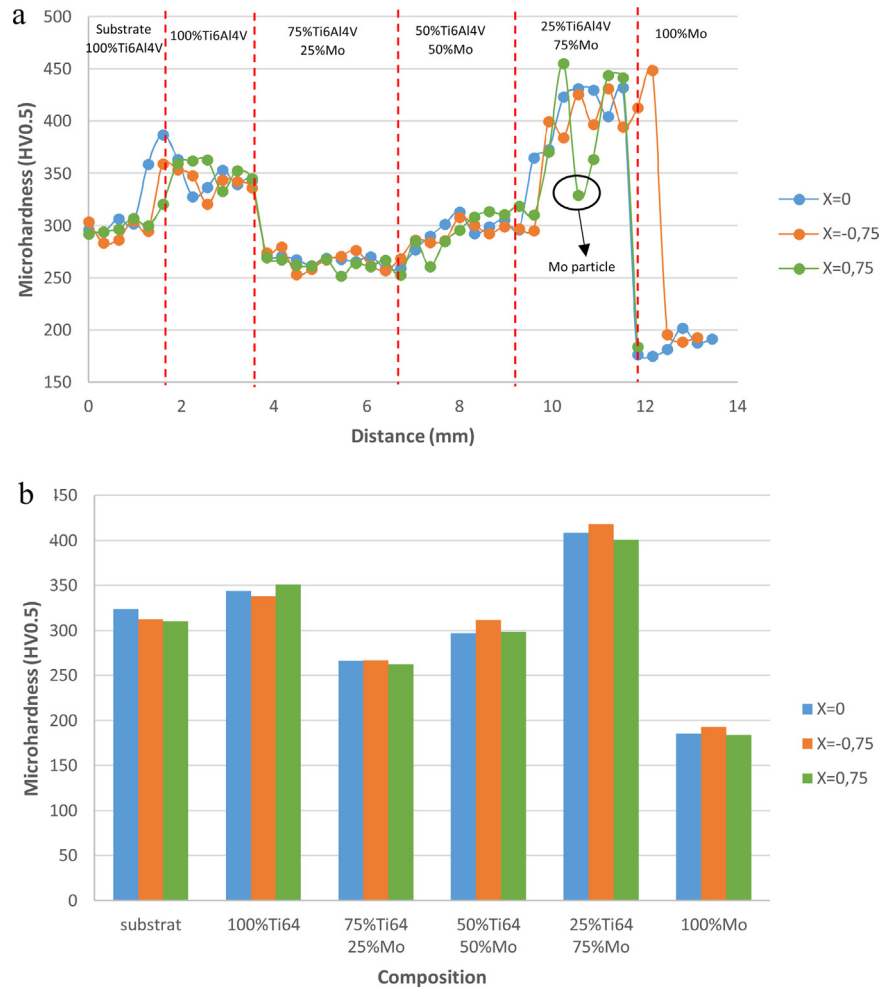 a
500
450
400
350
300
250
200
150
Microhardness (HV0.5)
Substrate
100%Ti6Al4V
100%Ti6Al4V
75%Ti6Al4V
25%Mo
50%Ti6Al4V
50%Mo
25%Ti6Al4V
75%Mo
100%Mo
Mo particle
X=0
X=-0,75
X=0,75
0 2 4 6 8 10 12 14
Distance (mm)
b
450
400
350
300
250
200
150
100
50
0
Microhardness (HV0.5)
X=0
X=-0,75
X=0,75
substrat 100%Ti64 75%Ti64 50%Ti64 25%Ti64 100%Mo
25%Mo 50%Mo 75%Mo
Composition